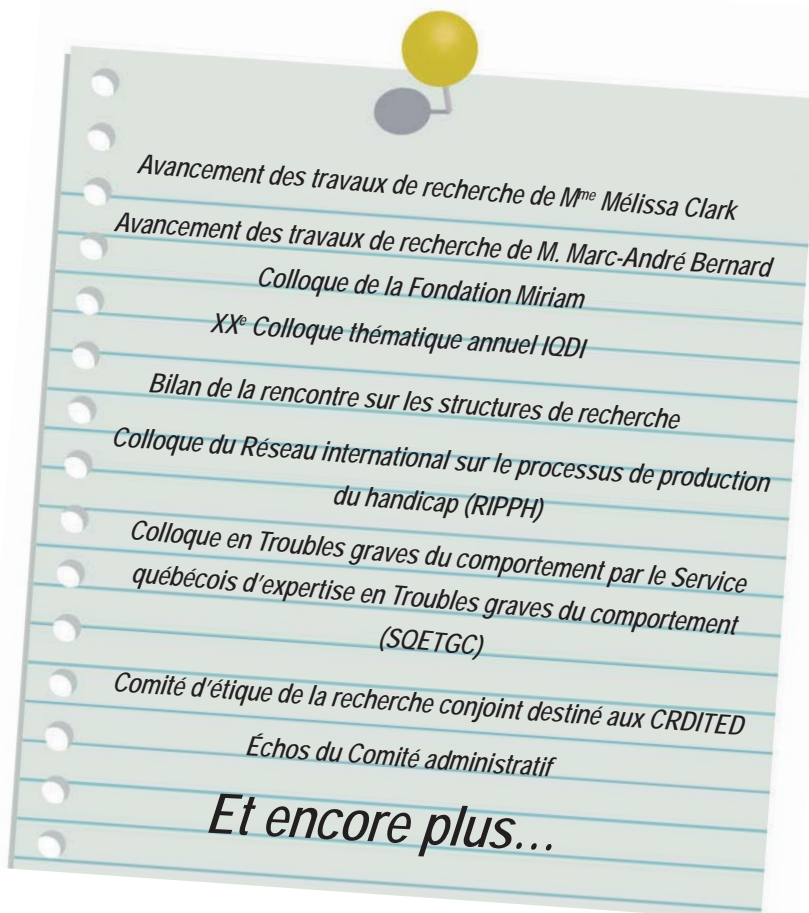 Avancement des travaux de recherche de Mme Mélissa Clark
Avancement des travaux de recherche de M. Marc-André Bernard
Colloque de la Fondation Miriam
XXe Colloque thématique annuel IQDI
Bilan de la rencontre sur les structures de recherche
Colloque du Réseau international sur le processus de production
du handicap (RIPPH)
Colloque en Troubles graves du comportement par le Service
québécois d'expertise en Troubles graves du comportement
(SQETGC)
Comité d'étique de la recherche conjoint destiné aux CRDITED
Échos du Comité administratif
Et encore plus...